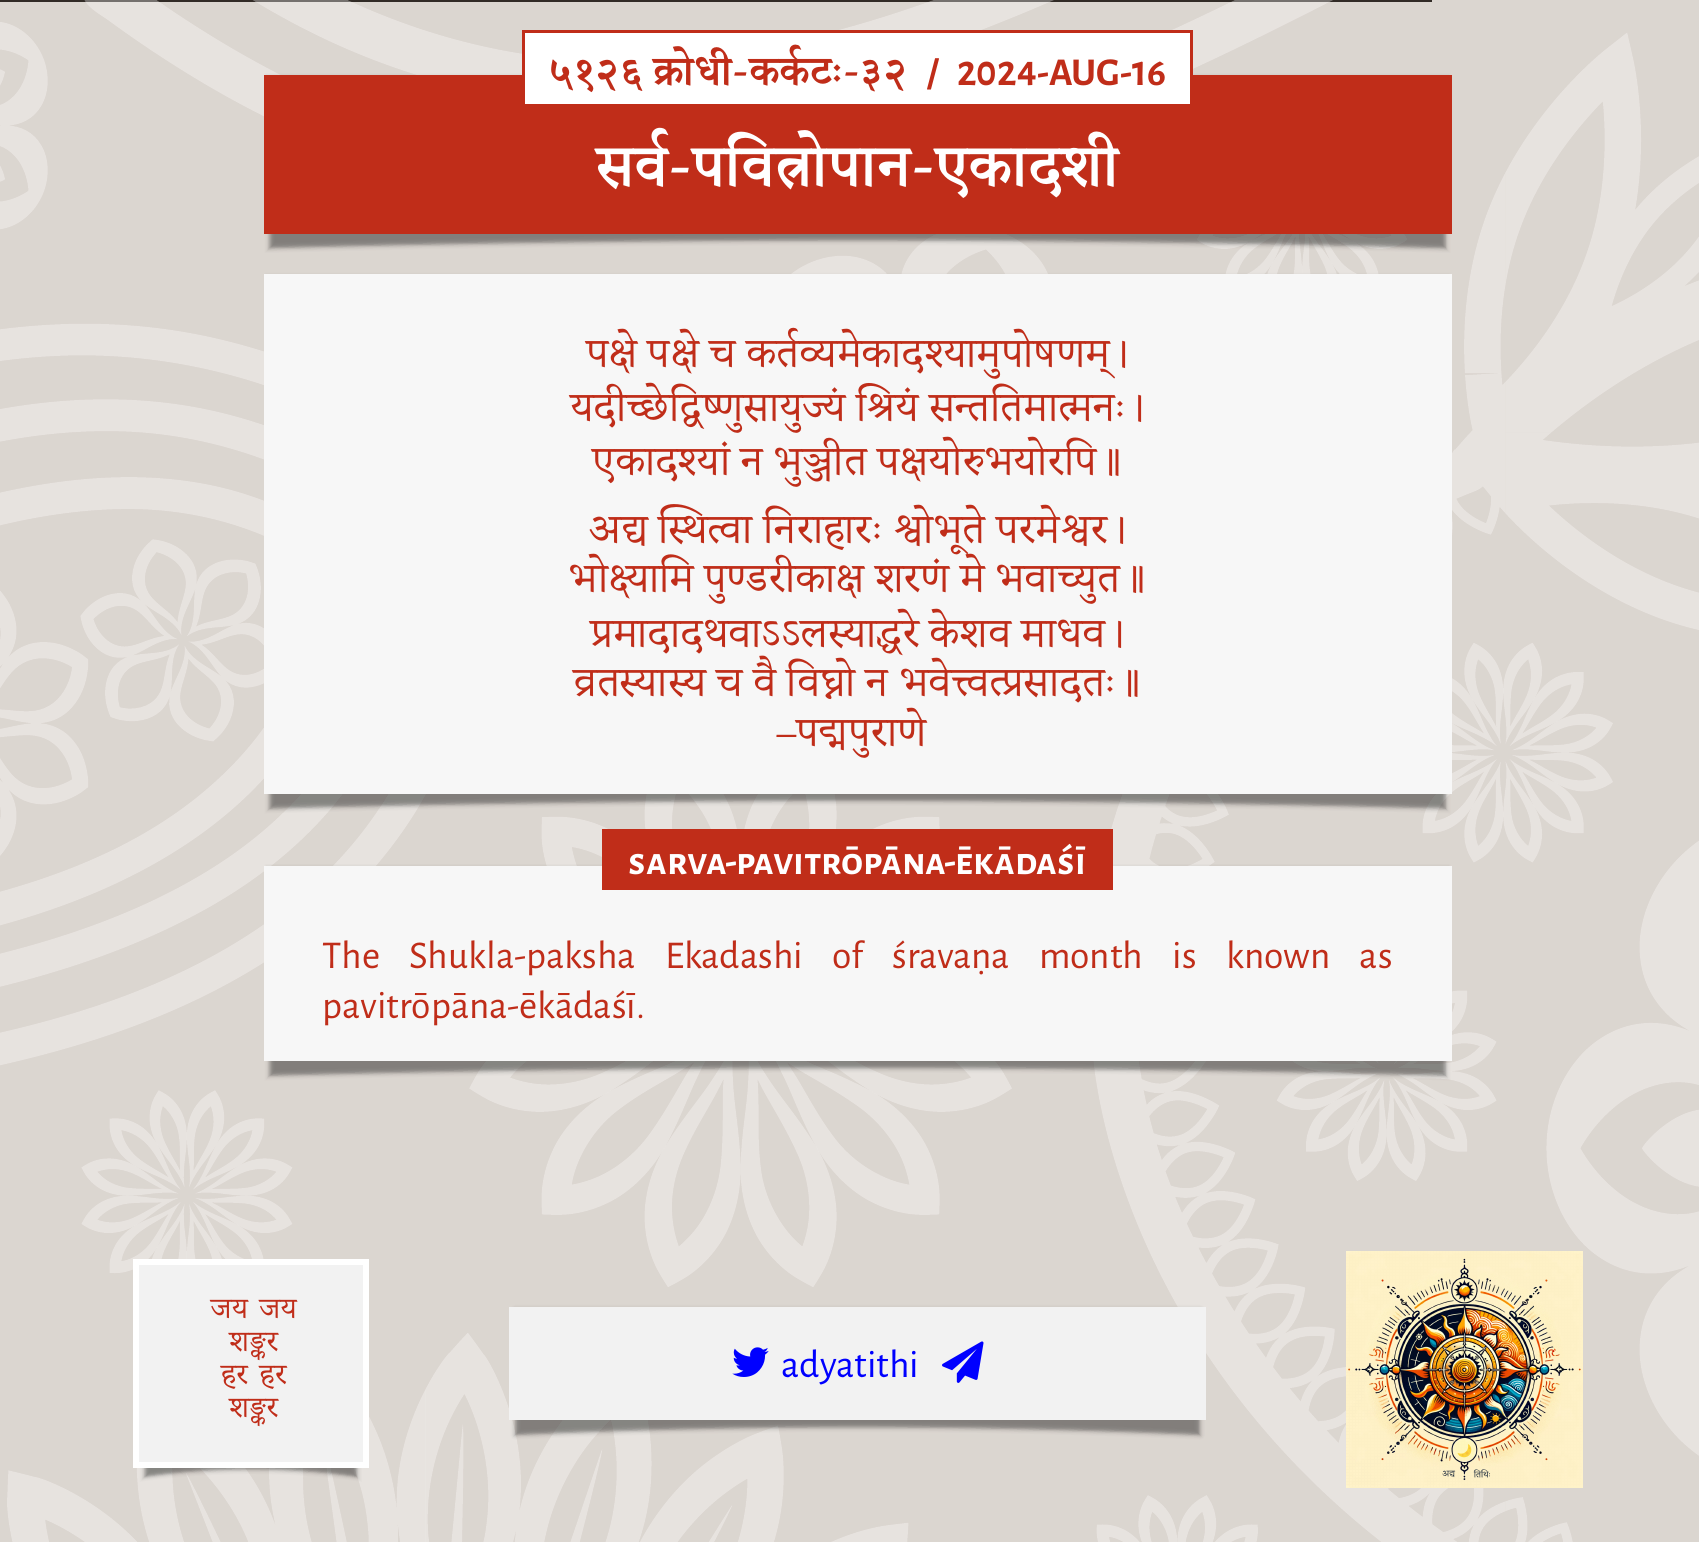 ५१२६ क्रोधी-कर्कटः-३२ / 2024-AUG-16
सर्व-पवित्रोपान-एकादशी
पक्षे पक्षे च कर्तव्यमेकादश्यामुपोषणम्।
यदीच्छेद्विष्णुसायुज्यं श्रियं सन्ततिमात्मनः।
एकादश्यां न भुञ्जीत पक्षयोरुभयोरपि॥
अद्य स्थित्वा निराहारः श्वोभूते परमेश्वर।
भोक्ष्यामि पुण्डरीकाक्ष शरणं मे भवाच्युत॥
प्रमादादथवाऽऽलस्याद्धरे केशव माधव।
व्रतस्यास्य च वै विघ्नो न भवेत्त्वत्प्रसादतः॥
–पद्मपुराणे
SARVA-PAVITRŌPĀNA-ĒKĀDAŚĪ
The Shukla-paksha Ekadashi of śravaṇa month is known as
pavitrōpāna-ēkādaśī.
जय जय
शङ्कर
हर हर
शङ्कर
adyatithi
अद्य तिथिः